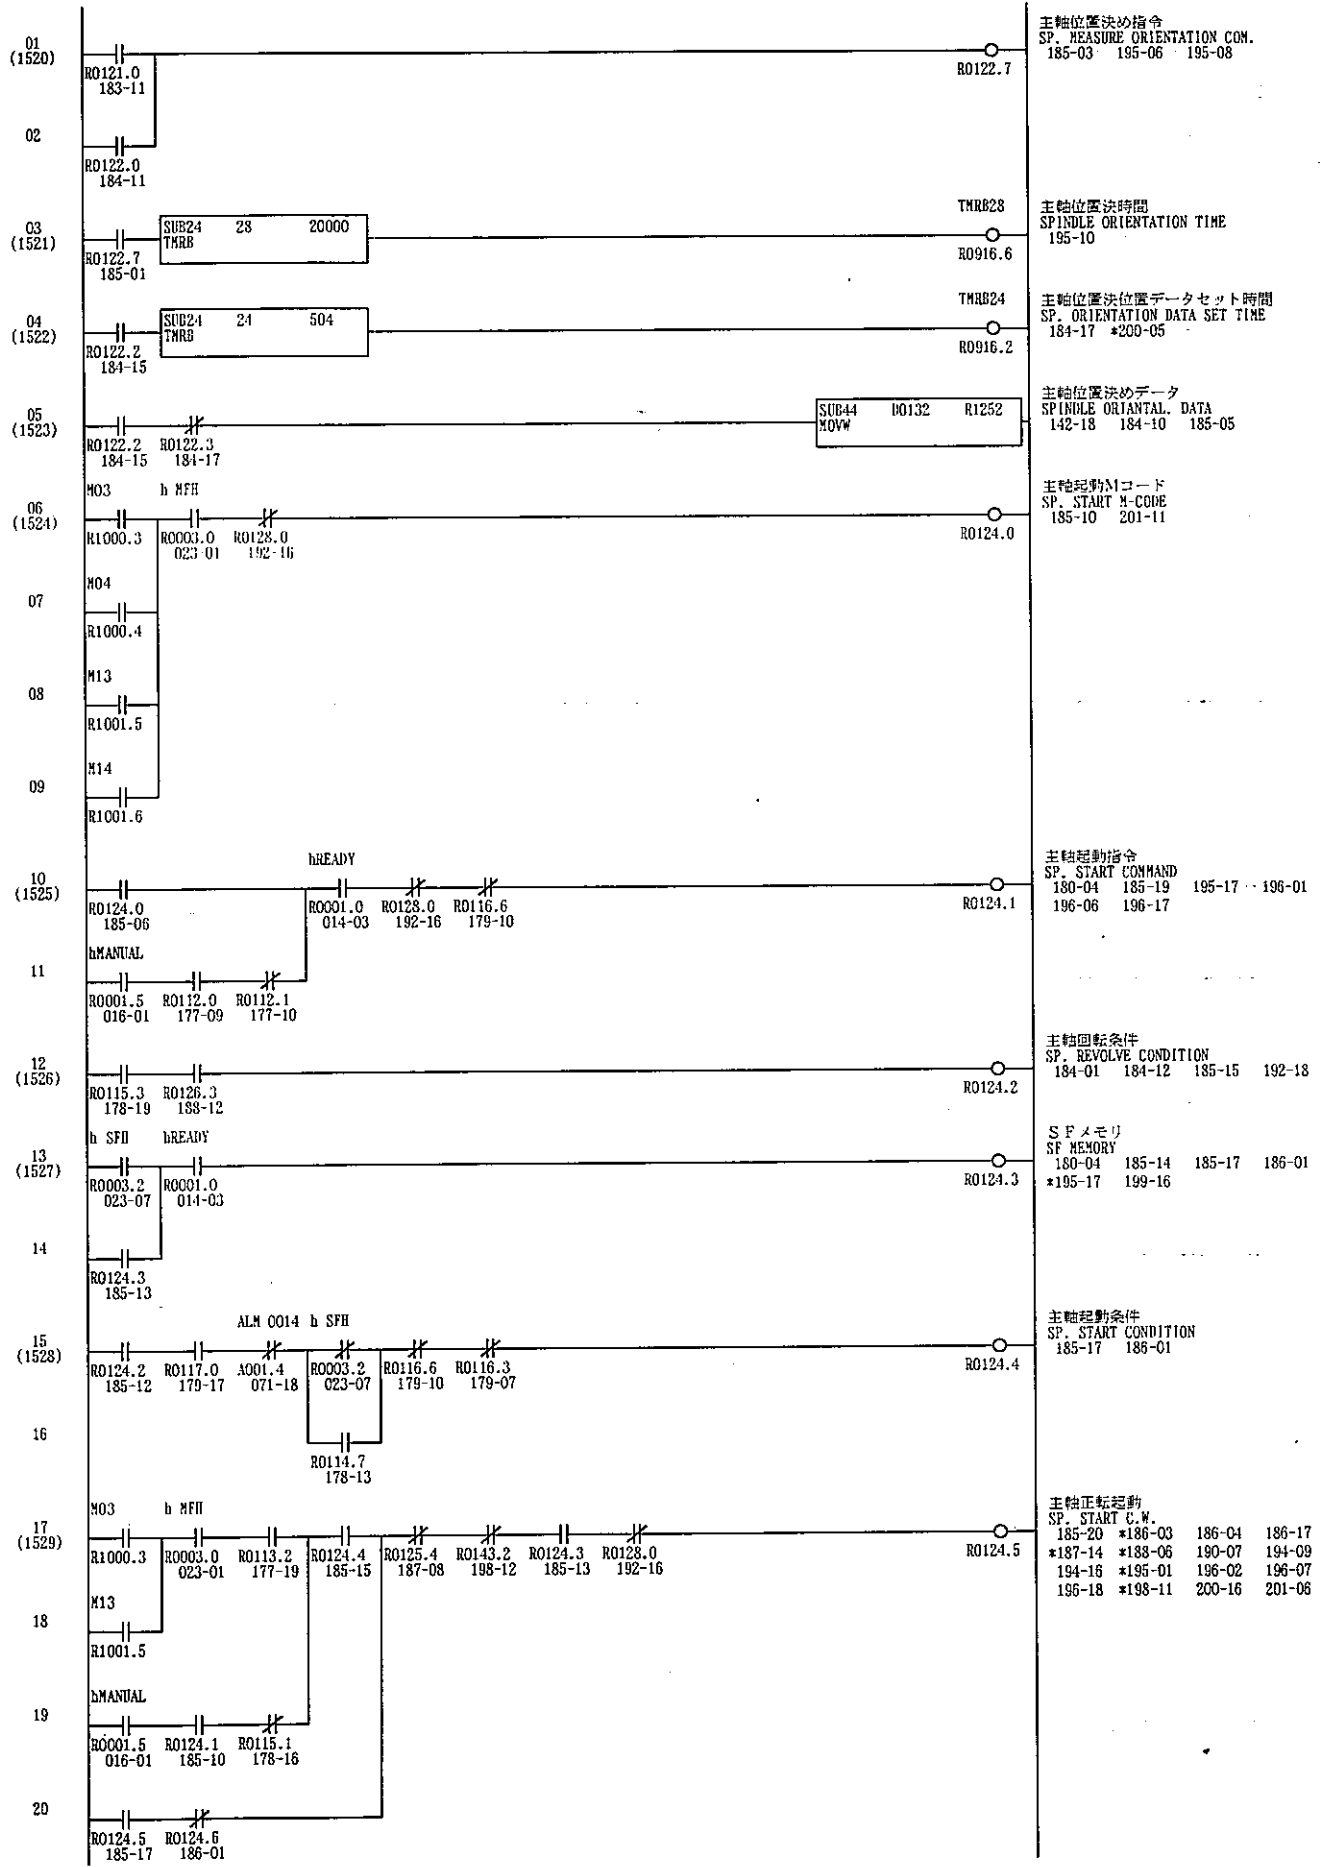 01
(1520)
R0121.0
183-11
R0122.7
主軸位置決め指令
SP. MEASURE ORIENTATION COM.
185-03 195-06 195-08
02
R0122.0
184-11
03
(1521)
R0122.7
185-01
SUB24 28 20000
TMRB
TMRB28
R0916.6
主軸位置決時間
SPINDLE ORIENTATION TIME
195-10
04
(1522)
R0122.2
184-15
SUB24 24 504
TMRB
TMRB24
R0916.2
主軸位置決位置データセット時間
SP. ORIENTATION DATA SET TIME
184-17 *200-05
05
(1523)
R0122.2 R0122.3
184-15 184-17
SUB44 D0132 R1252
MOVW
主軸位置決めデータ
SPINDLE ORIANTAL. DATA
142-18 184-10 185-05
M03 h MFH
06
(1524)
R1000.3 R0003.0 R0128.0
023-01 192-16
R0124.0
主軸起動Mコード
SP. START M-CODE
185-10 201-11
M04
07
R1000.4
M13
08
R1001.5
M14
09
R1001.6
hREADY
10
(1525)
R0124.0 R0001.0 R0128.0 R0116.6
185-06 014-03 192-16 179-10
R0124.1
主軸起動指令
SP. START COMMAND
180-04 185-19 195-17 196-01
196-06 196-17
hMANUAL
11
R0001.5 R0112.0 R0112.1
016-01 177-09 177-10
12
(1526)
R0115.3 R0126.3
178-19 188-12
R0124.2
主軸回転条件
SP. REVOLVE CONDITION
184-01 184-12 185-15 192-18
h SFH hREADY
13
(1527)
R0003.2 R0001.0
023-07 014-03
R0124.3
SFメモリ
SF MEMORY
180-04 185-14 185-17 186-01
*195-17 199-16
14
R0124.3
185-13
ALM 0014 h SFH
15
(1528)
R0124.2 R0117.0 A001.4 R0003.2 R0116.6 R0116.3
185-12 179-17 071-18 023-07 179-10 179-07
R0124.4
主軸起動条件
SP. START CONDITION
185-17 186-01
16
R0114.7
178-13
M03 h MFH
17
(1529)
R1000.3 R0003.0 R0113.2 R0124.4 R0125.4 R0143.2 R0124.3 R0128.0
023-01 177-19 185-15 187-08 198-12 185-13 192-16
R0124.5
主軸正転起動
SP. START C.W.
185-20 *186-03 186-04 186-17
*187-14 *188-06 190-07 194-09
194-16 *195-01 196-02 196-07
196-18 *198-11 200-16 201-06
M13
18
R1001.5
hMANUAL
19
R0001.5 R0124.1 R0115.1
016-01 185-10 178-16
20
R0124.5 R0124.6
185-17 186-01